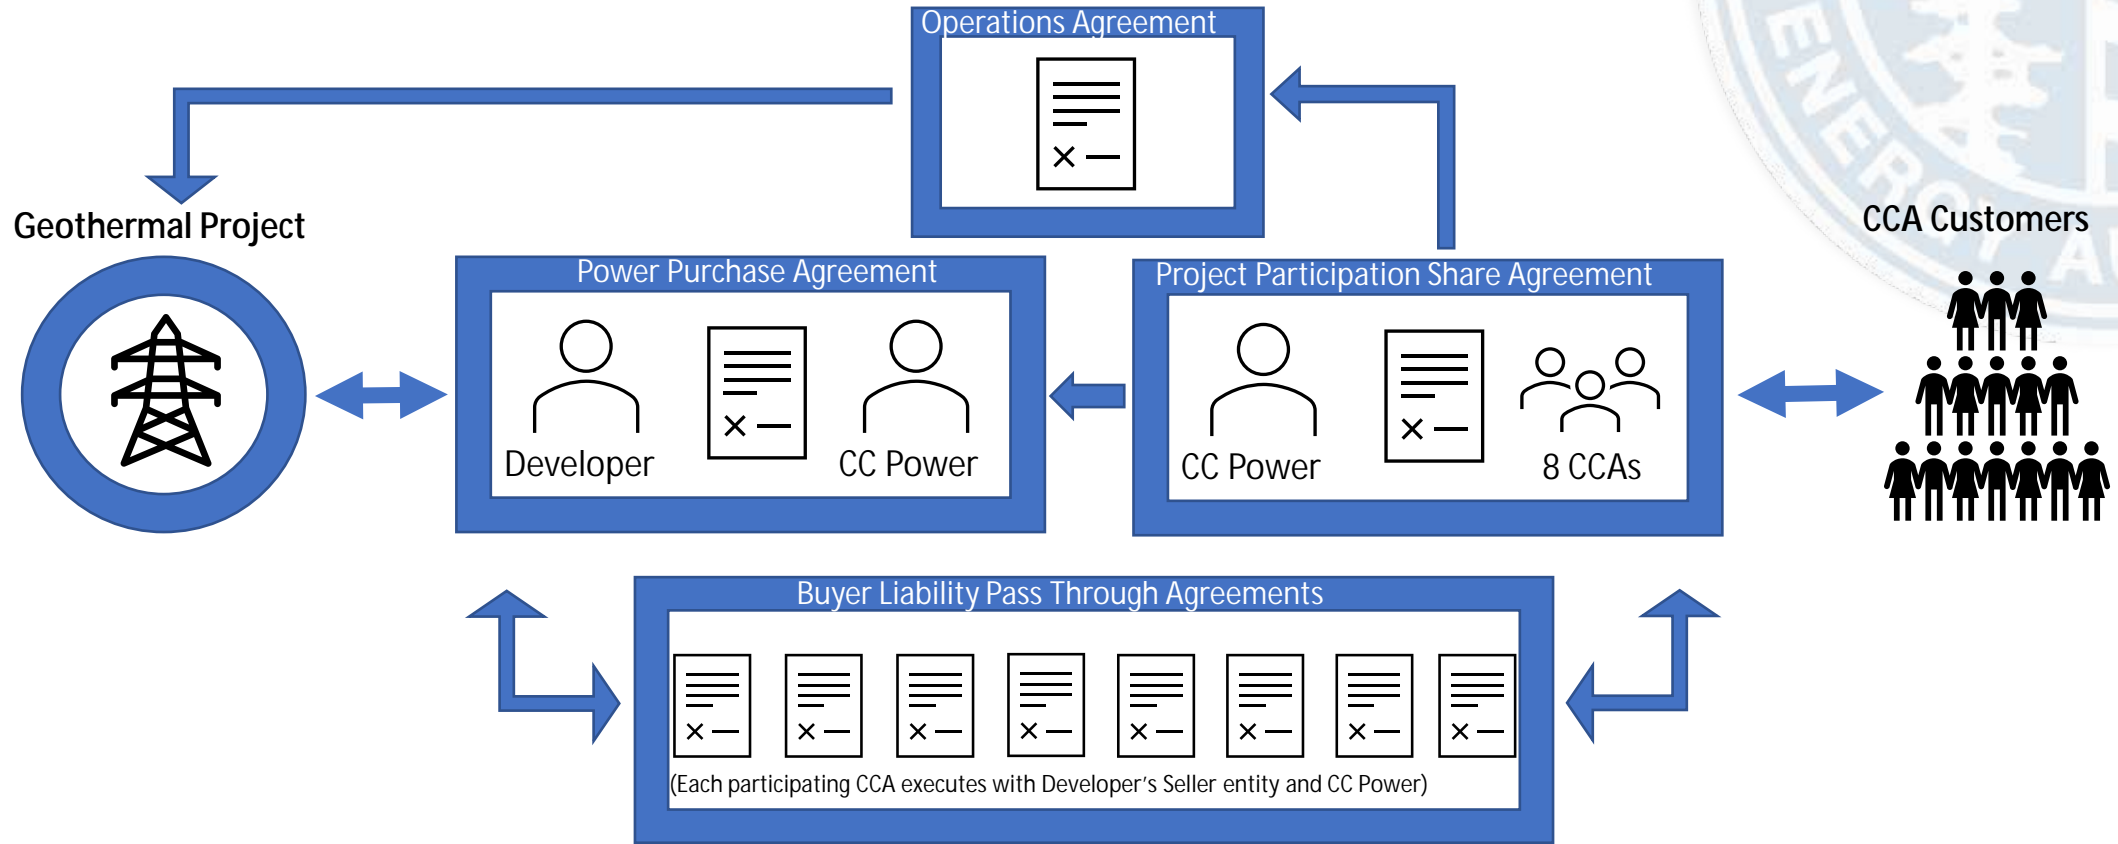 Operations Agreement
Geothermal Project
CCA Customers
Power Purchase Agreement
Project Participation Share Agreement
Developer
CC Power
CC Power
8 CCAs
Buyer Liability Pass Through Agreements
(Each participating CCA executes with Developer's Seller entity and CC Power)
ENERGY